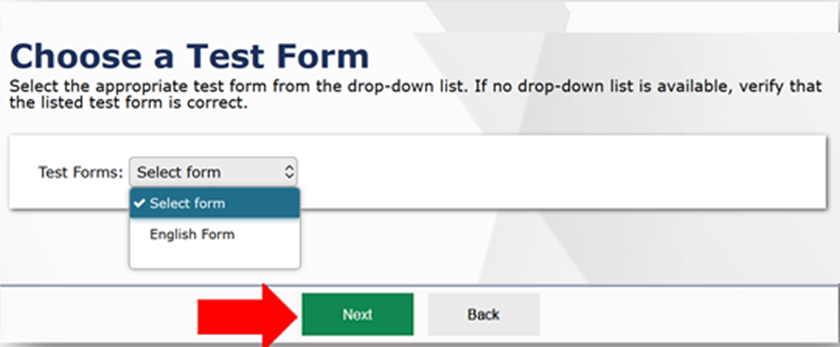 Choose a Test Form
Select the appropriate test form from the drop-down list. If no drop-down list is available, verify that
the listed test form is correct.
Test Forms: Select form
Select form
English Form
Next Back